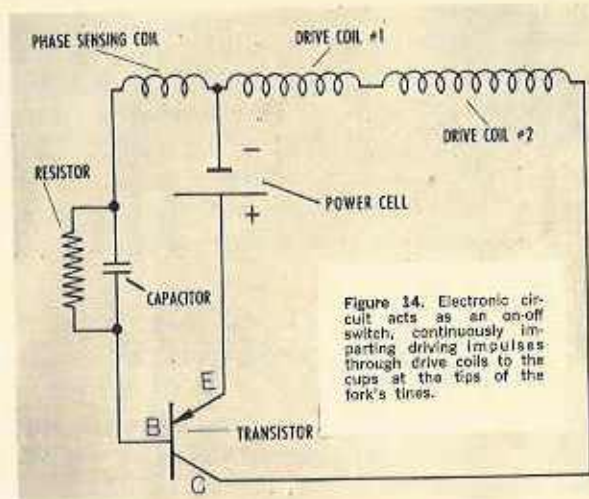 PHASE SENSING COIL
DRIVE COIL #1
DRIVE COIL #2
RESISTOR
−
+
POWER CELL
CAPACITOR
Figure 14. Electronic cir-
cuit acts as an on-off
switch, continuously im-
parting driving impulses
through drive coils to the
cups at the tips of the
fork's tines.
E
B
TRANSISTOR
C